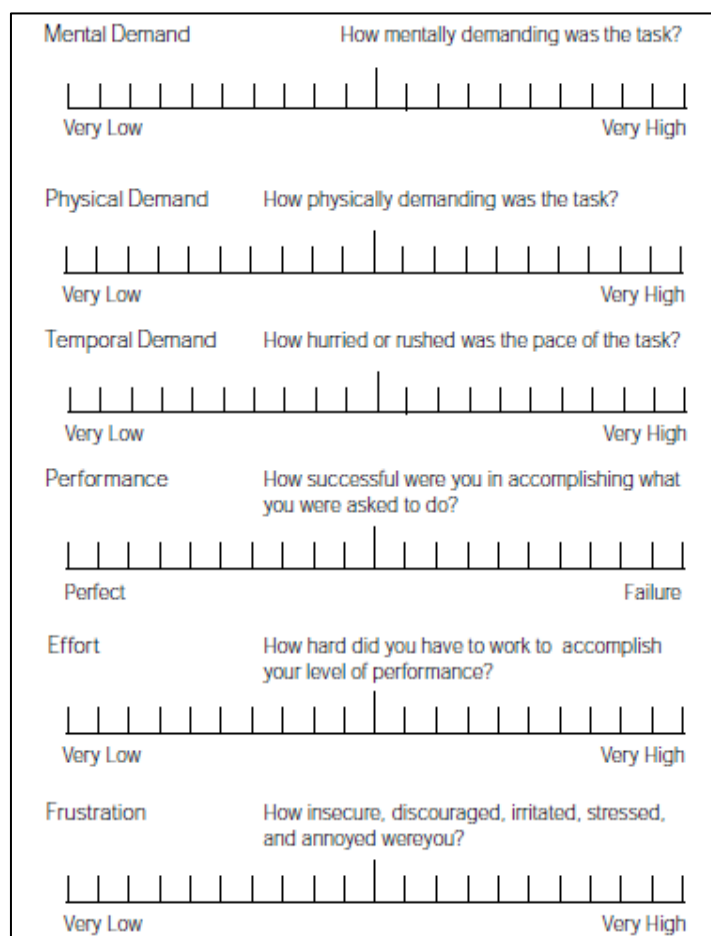 Mental Demand How mentally demanding was the task?
Very Low Very High
Physical Demand How physically demanding was the task?
Very Low Very High
Temporal Demand How hurried or rushed was the pace of the task?
Very Low Very High
Performance How successful were you in accomplishing what
you were asked to do?
Perfect Failure
Effort How hard did you have to work to accomplish
your level of performance?
Very Low Very High
Frustration How insecure, discouraged, irritated, stressed,
and annoyed wereyou?
Very Low Very High